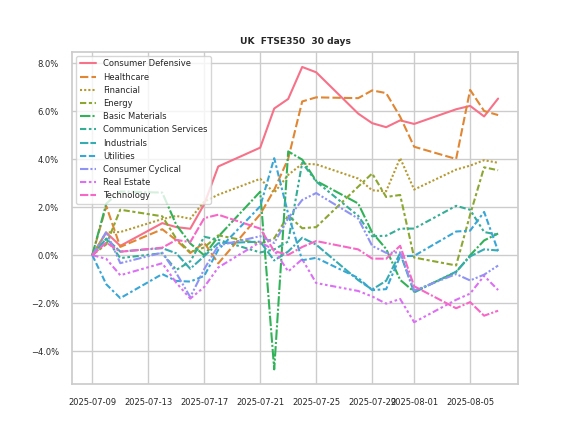 UK  FTSE350  30 days
8.0%
6.0%
4.0%
2.0%
0.0%
−2.0%
−4.0%
Consumer Defensive
Healthcare
Financial
Energy
Basic Materials
Communication Services
Industrials
Utilities
Consumer Cyclical
Real Estate
Technology
2025-07-09 2025-07-13 2025-07-17 2025-07-21 2025-07-25 2025-07-29 2025-08-01 2025-08-05